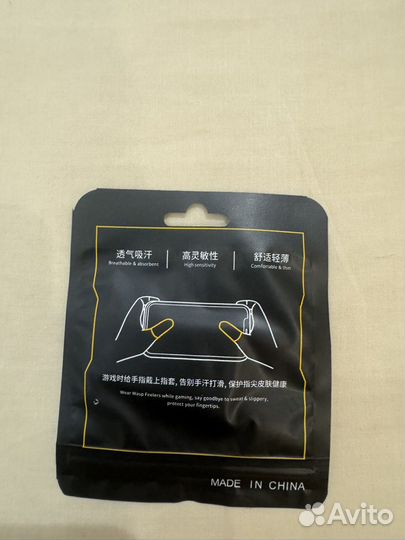 透气吸汗
Breathable & absorbent
高灵敏性
High sensitivity
舒适轻薄
Comfortable & thin
游戏时给手指戴上指套, 告别手汗打滑, 保护指尖皮肤健康
Wear Wasp Feelers while gaming, say goodbye to sweat & slippery,
protect your fingertips.
MADE IN CHINA
Avito